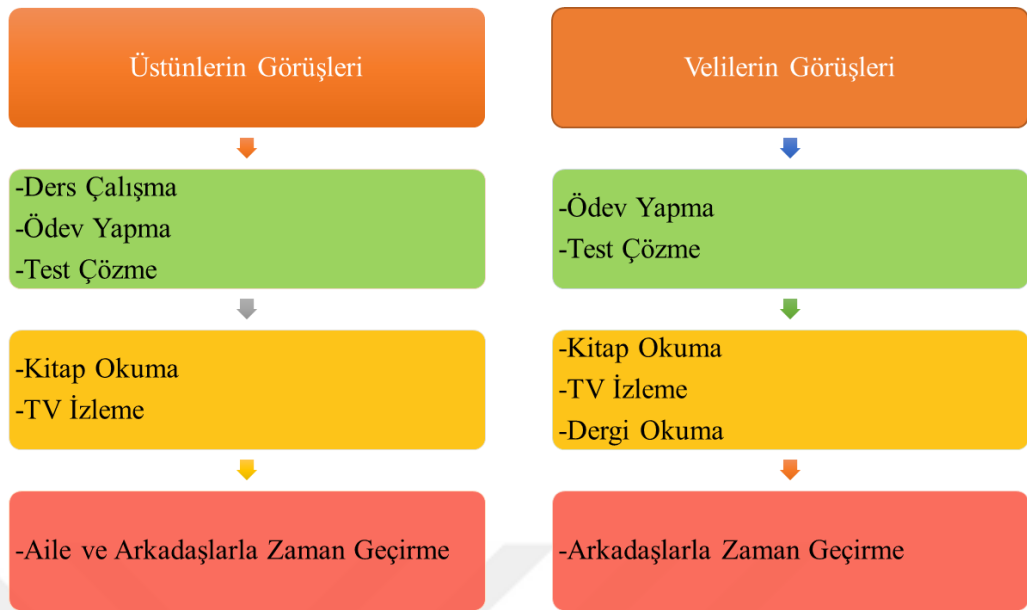 Üstünlerin Görüşleri
-Ders Çalışma
-Ödev Yapma
-Test Çözme
-Kitap Okuma
-TV İzleme
-Aile ve Arkadaşlarla Zaman Geçirme
Velilerin Görüşleri
-Ödev Yapma
-Test Çözme
-Kitap Okuma
-TV İzleme
-Dergi Okuma
-Arkadaşlarla Zaman Geçirme